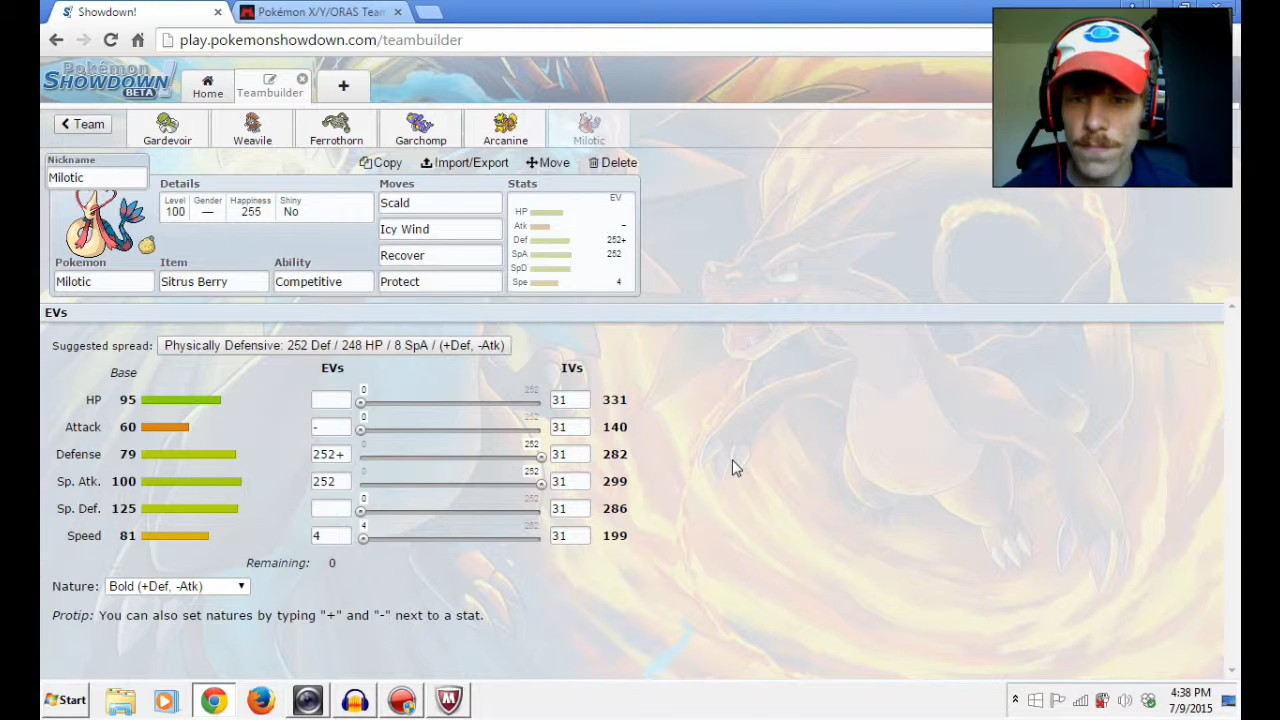 Showdown!
Pokémon X/Y/ORAS Team
play.pokemonshowdown.com/teambuilder
Pokémon SHOWDOWN! BETA
Home
Teambuilder
+
< Team
Gardevoir
Weavile
Ferrothorn
Garchomp
Arcanine
Milotic
Nickname
Milotic
Copy
Import/Export
Move
Delete
Details
Moves
Stats
EV
Level
Gender
Happiness
Shiny
100
—
255
No
Scald
Icy Wind
Recover
Protect
HP
Atk –
Def 252+
SpA 252
SpD
Spe 4
Pokemon
Item
Ability
Milotic
Sitrus Berry
Competitive
EVs
Suggested spread: Physically Defensive: 252 Def / 248 HP / 8 SpA / (+Def, -Atk)
Base
EVs
IVs
HP 95 0 252 31 331
Attack 60 - 0 252 31 140
Defense 79 252+ 0 252 31 282
Sp. Atk. 100 252 0 252 31 299
Sp. Def. 125 0 252 31 286
Speed 81 4 4 252 31 199
Remaining: 0
Nature: Bold (+Def, -Atk)
Protip: You can also set natures by typing "+" and "-" next to a stat.
Start
4:38 PM
7/9/2015